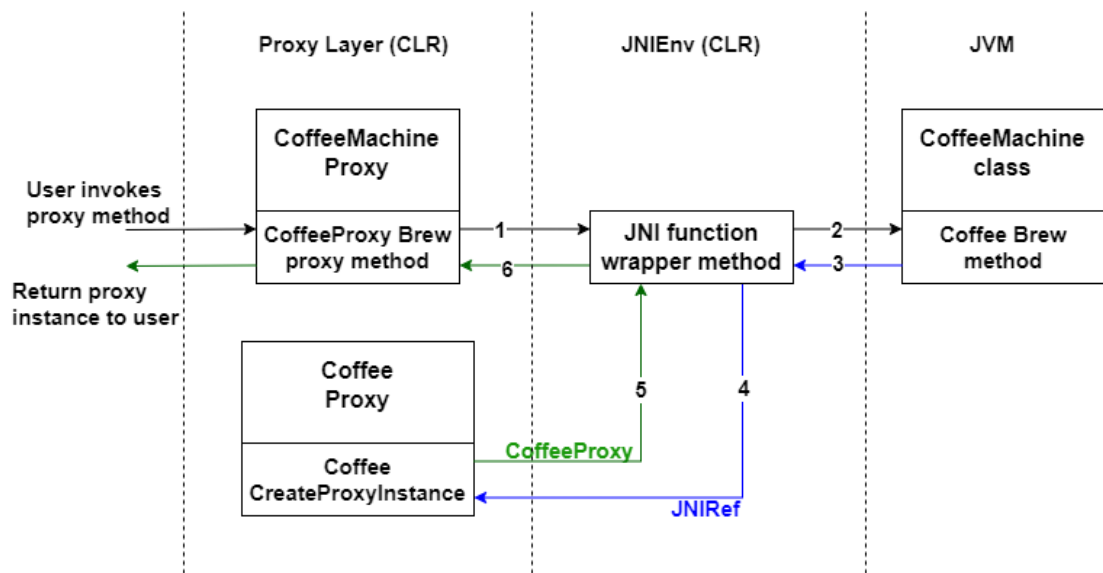 Proxy Layer (CLR)
JNIEnv (CLR)
JVM
CoffeeMachine
Proxy
CoffeeMachine
class
User invokes
proxy method
CoffeeProxy Brew
proxy method
1
JNI function
wrapper method
2
Coffee Brew
method
6
3
Return proxy
instance to user
Coffee
Proxy
5
4
CoffeeProxy
Coffee
CreateProxyInstance
JNIRef